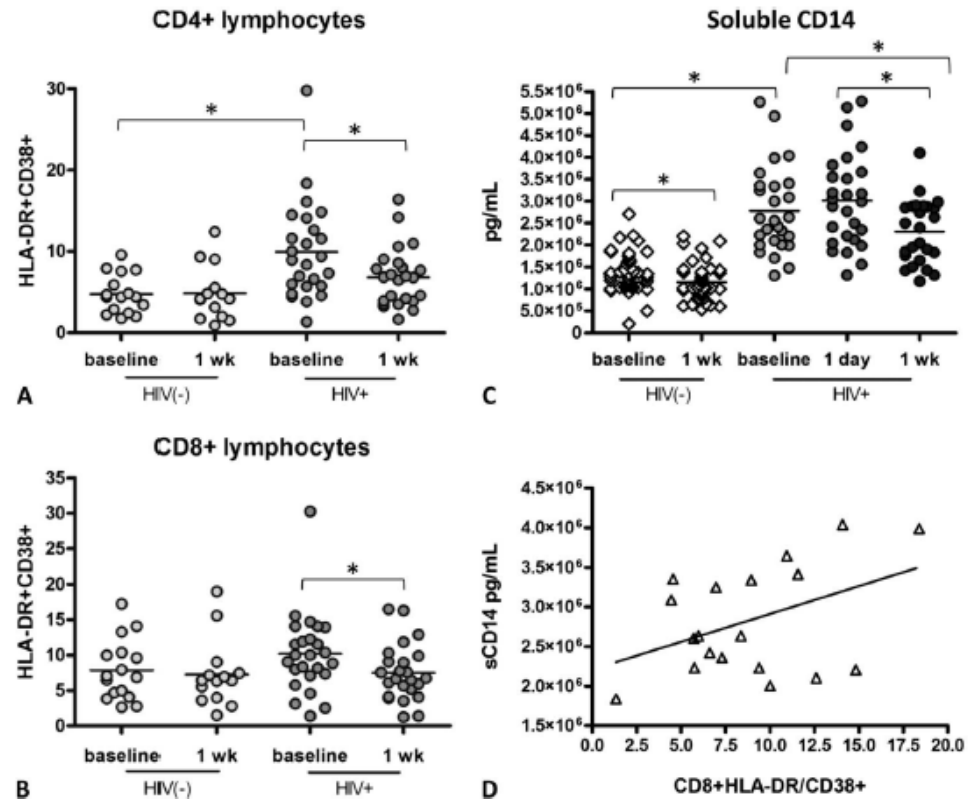 CD4+ lymphocytes
HLA-DR+CD38+
30
20
10
0
*
*
baseline 1 wk baseline 1 wk
HIV(-) HIV+
A
Soluble CD14
pg/mL
5.5×10⁶
5.0×10⁶
4.5×10⁶
4.0×10⁶
3.5×10⁶
3.0×10⁶
2.5×10⁶
2.0×10⁶
1.5×10⁶
1.0×10⁶
5.0×10⁵
0
*
*
*
*
baseline 1 wk baseline 1 day 1 wk
HIV(-) HIV+
C
CD8+ lymphocytes
HLA-DR+CD38+
35
30
25
20
15
10
5
0
*
baseline 1 wk baseline 1 wk
HIV(-) HIV+
B
sCD14 pg/mL
4.5×10⁶
4.0×10⁶
3.5×10⁶
3.0×10⁶
2.5×10⁶
2.0×10⁶
1.5×10⁶
0.0 2.5 5.0 7.5 10.0 12.5 15.0 17.5 20.0
CD8+HLA-DR/CD38+
D